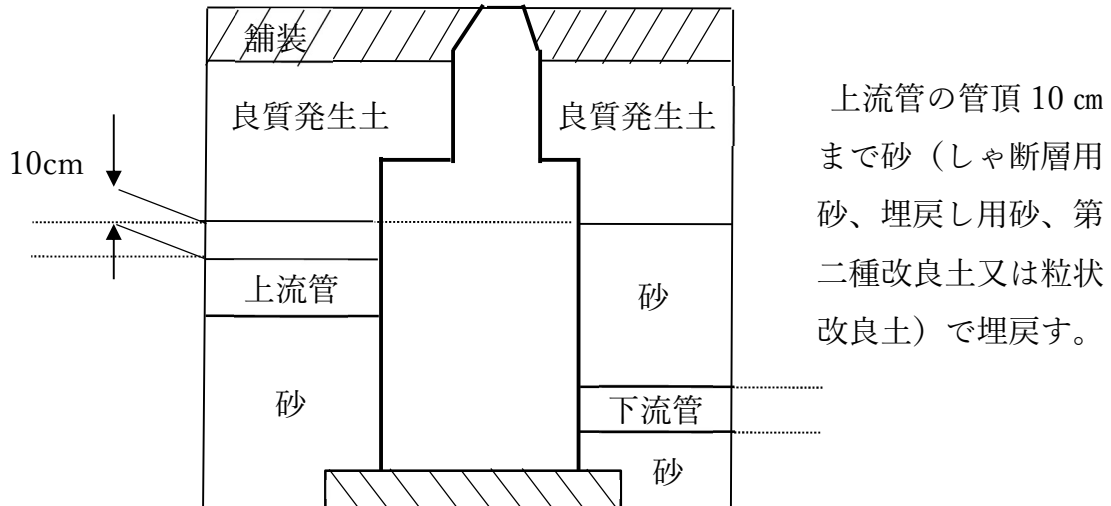 舗装
良質発生土
良質発生土
10cm
上流管
砂
砂
下流管
砂
上流管の管頂 10 ㎝
まで砂（しゃ断層用
砂、埋戻し用砂、第
二種改良土又は粒状
改良土）で埋戻す。